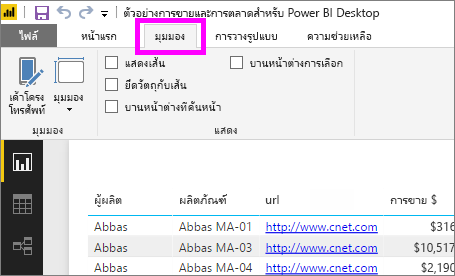 ตัวอย่างการขายและการตลาดสำหรับ Power BI Desktop
ไฟล์ หน้าแรก มุมมอง การวางรูปแบบ ความช่วยเหลือ
เค้าโครงโทรศัพท์
มุมมอง
แสดงเส้น
ยึดวัตถุกับเส้น
บานหน้าต่างที่คั่นหน้า
บานหน้าต่างการเลือก
มุมมอง แสดง
ผู้ผลิต ผลิตภัณฑ์ url การขาย $
Abbas Abbas MA-01 http://www.cnet.com $316
Abbas Abbas MA-03 http://www.cnet.com $10,517
Abbas Abbas MA-04 http://www.cnet.com $2,190